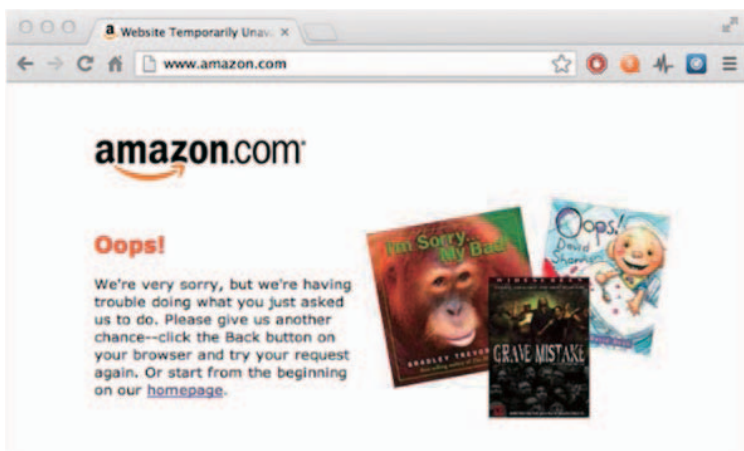 a Website Temporarily Unav.
www.amazon.com
amazon.com
Oops!
We're very sorry, but we're having
trouble doing what you just asked
us to do. Please give us another
chance--click the Back button on
your browser and try your request
again. Or start from the beginning
on our homepage.
I'm Sorry...
My Bad!
BRADLEY TREVOR
Oops!
David
WIDESCREEN
GRAVE MISTAKE